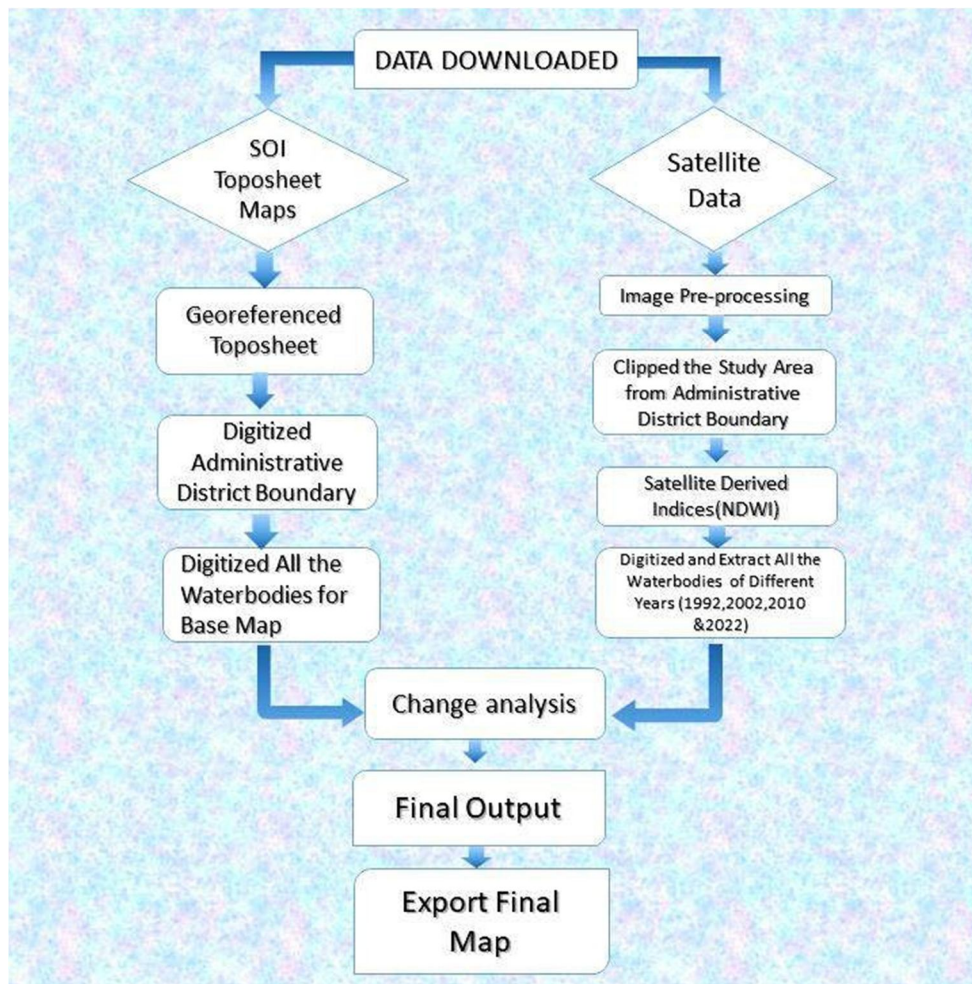 DATA DOWNLOADED
SOI
Toposheet
Maps
Georeferenced
Toposheet
Digitized
Administrative
District Boundary
Digitized All the
Waterbodies for
Base Map
Satellite
Data
Image Pre-processing
Clipped the Study Area
from Administrative
District Boundary
Satellite Derived
Indices(NDWI)
Digitized and Extract All the
Waterbodies of Different
Years (1992,2002,2010
&2022)
Change analysis
Final Output
Export Final
Map